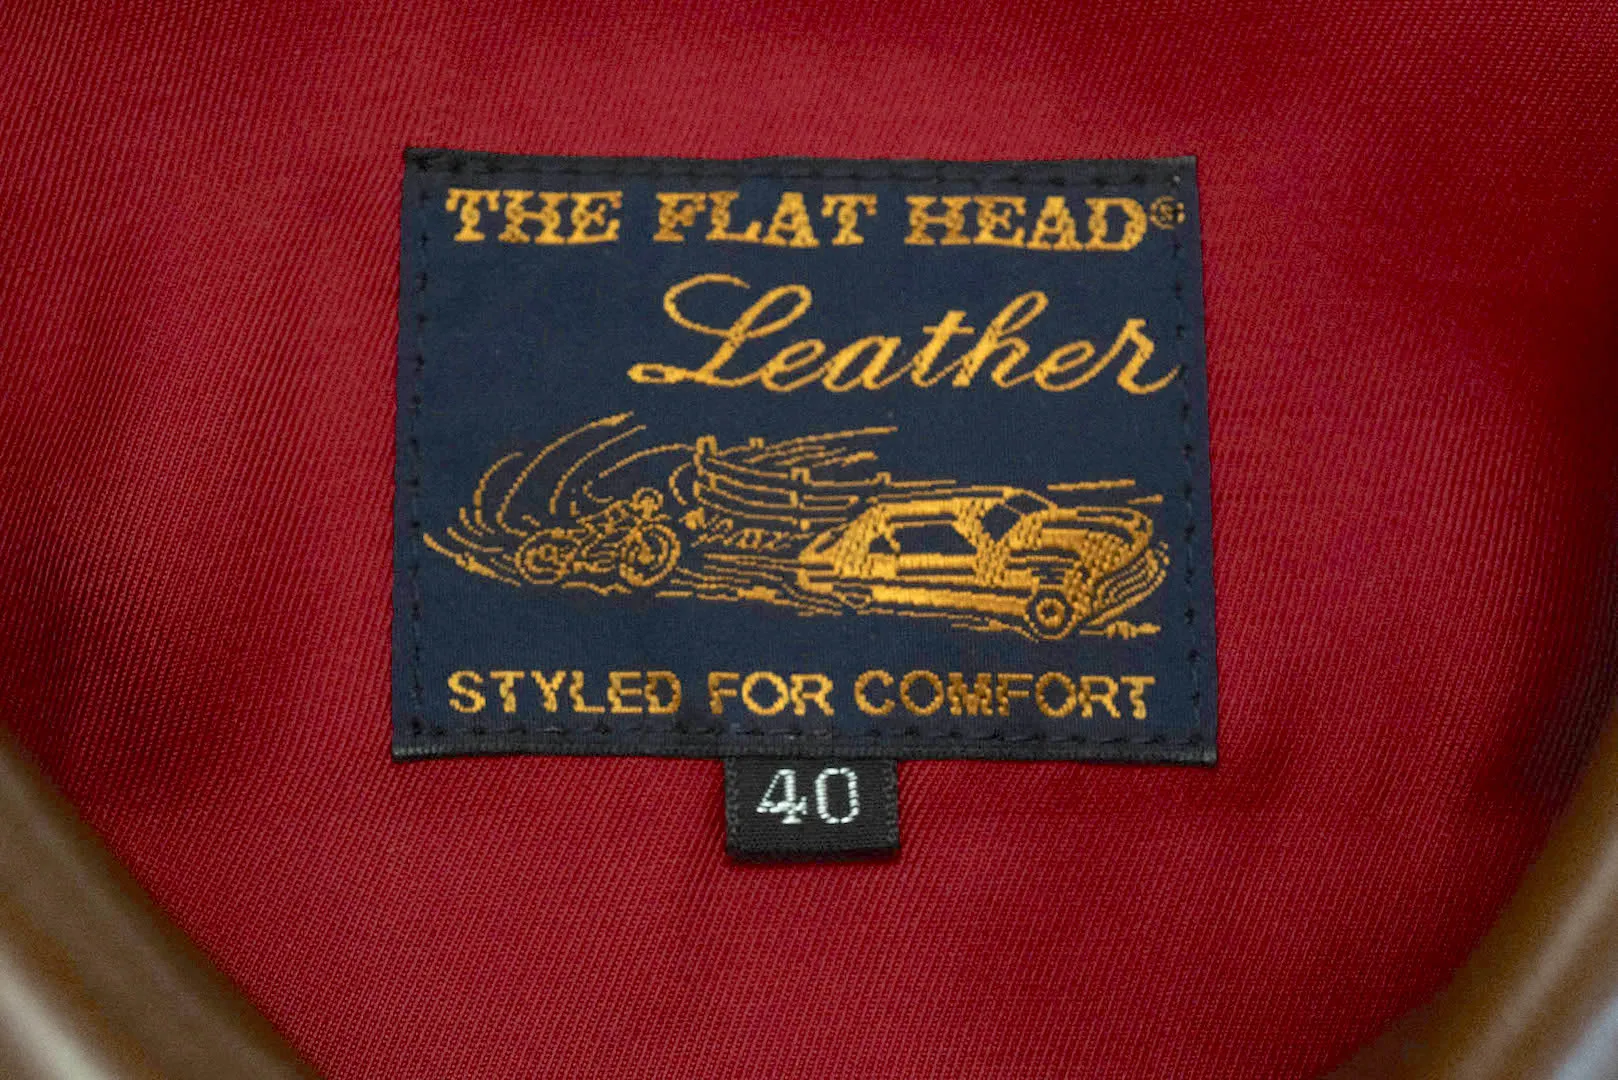 THE FLAT HEAD®
Leather
STYLED FOR COMFORT
40